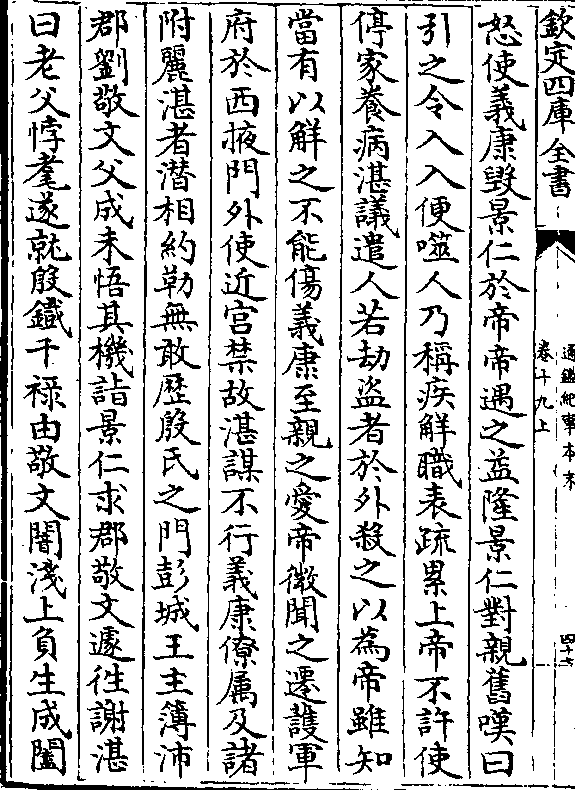 欽定四庫全書
通鑑紀事本末
卷十九上
四十七
怒使義康毀景仁於帝帝遇之益隆景仁對親舊嘆曰
引之令入入便噬人乃稱疾解職表疏累上帝不許使
停家養病湛議遣人若劫盜者於外殺之以為帝雖知
當有以解之不能傷義康至親之愛帝微聞之遷護軍
府於西掖門外使近宮禁故湛謀不行義康僚屬及諸
附麗湛者潛相約勒無敢歷殷氏之門彭城王主簿沛
郡劉敬文父成未悟其機詣景仁求郡敬文遽往謝湛
曰老父悖耄遂就殷鐵干祿由敬文闇淺上負生成闔